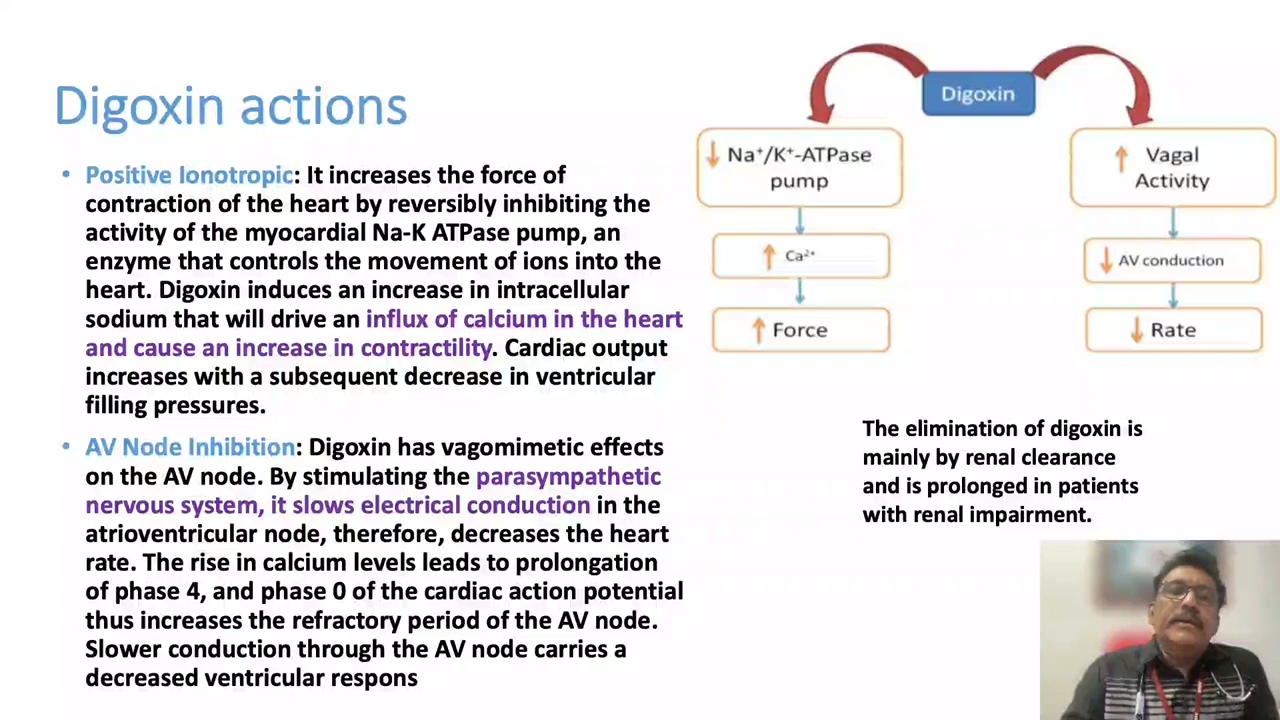 Digoxin actions
• Positive Ionotropic: It increases the force of
contraction of the heart by reversibly inhibiting the
activity of the myocardial Na-K ATPase pump, an
enzyme that controls the movement of ions into the
heart. Digoxin induces an increase in intracellular
sodium that will drive an influx of calcium in the heart
and cause an increase in contractility. Cardiac output
increases with a subsequent decrease in ventricular
filling pressures.
• AV Node Inhibition: Digoxin has vagomimetic effects
on the AV node. By stimulating the parasympathetic
nervous system, it slows electrical conduction in the
atrioventricular node, therefore, decreases the heart
rate. The rise in calcium levels leads to prolongation
of phase 4, and phase 0 of the cardiac action potential
thus increases the refractory period of the AV node.
Slower conduction through the AV node carries a
decreased ventricular respons
Digoxin
↓ Na⁺/K⁺-ATPase
pump
↑ Ca²⁺
↑ Force
↑ Vagal
Activity
↓ AV conduction
↓ Rate
The elimination of digoxin is
mainly by renal clearance
and is prolonged in patients
with renal impairment.